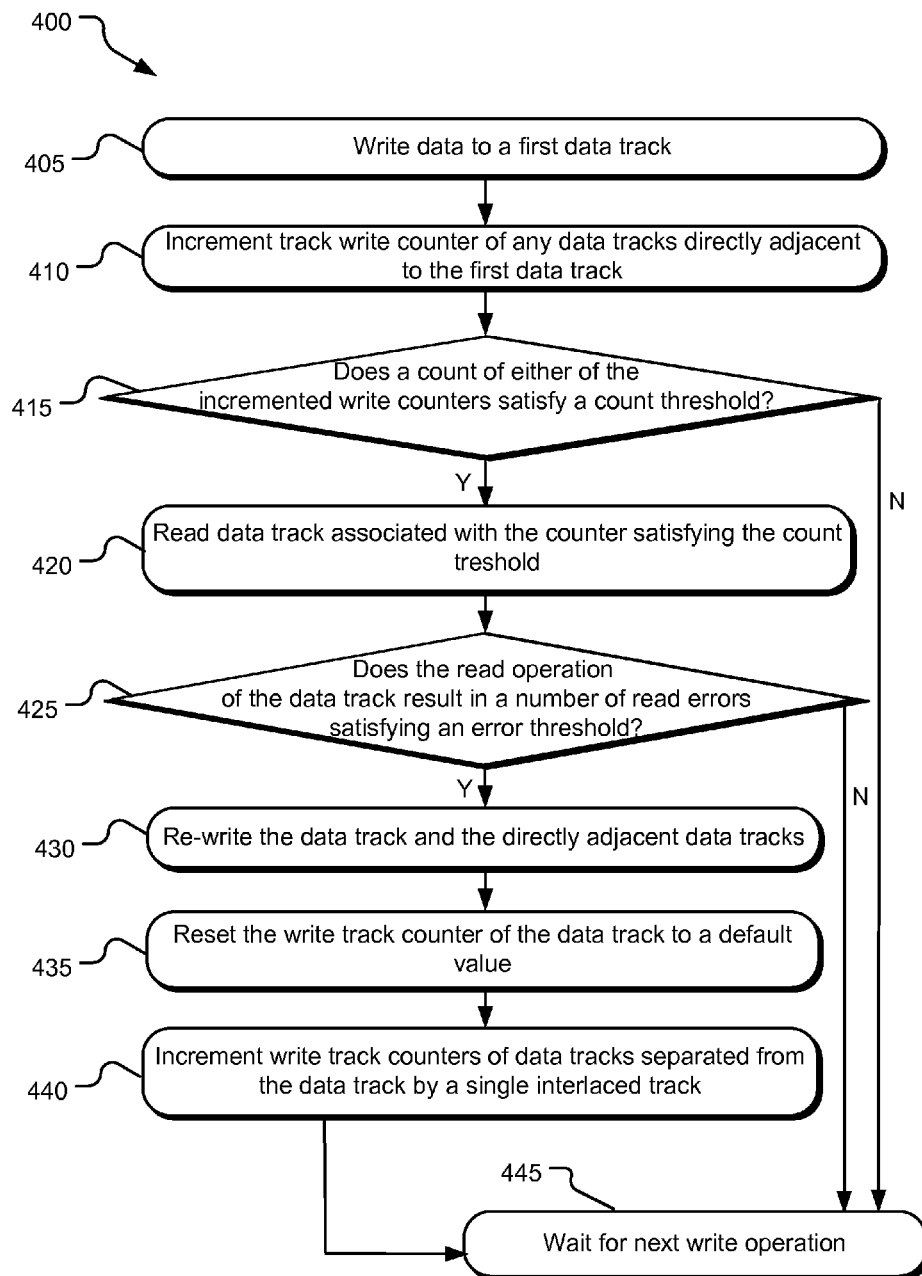 400
405
Write data to a first data track
410
Increment track write counter of any data tracks directly adjacent
to the first data track
415
Does a count of either of the
incremented write counters satisfy a count threshold?
Y
N
420
Read data track associated with the counter satisfying the count
treshold
425
Does the read operation
of the data track result in a number of read errors
satisfying an error threshold?
Y
N
430
Re-write the data track and the directly adjacent data tracks
435
Reset the write track counter of the data track to a default
value
440
Increment write track counters of data tracks separated from
the data track by a single interlaced track
445
Wait for next write operation